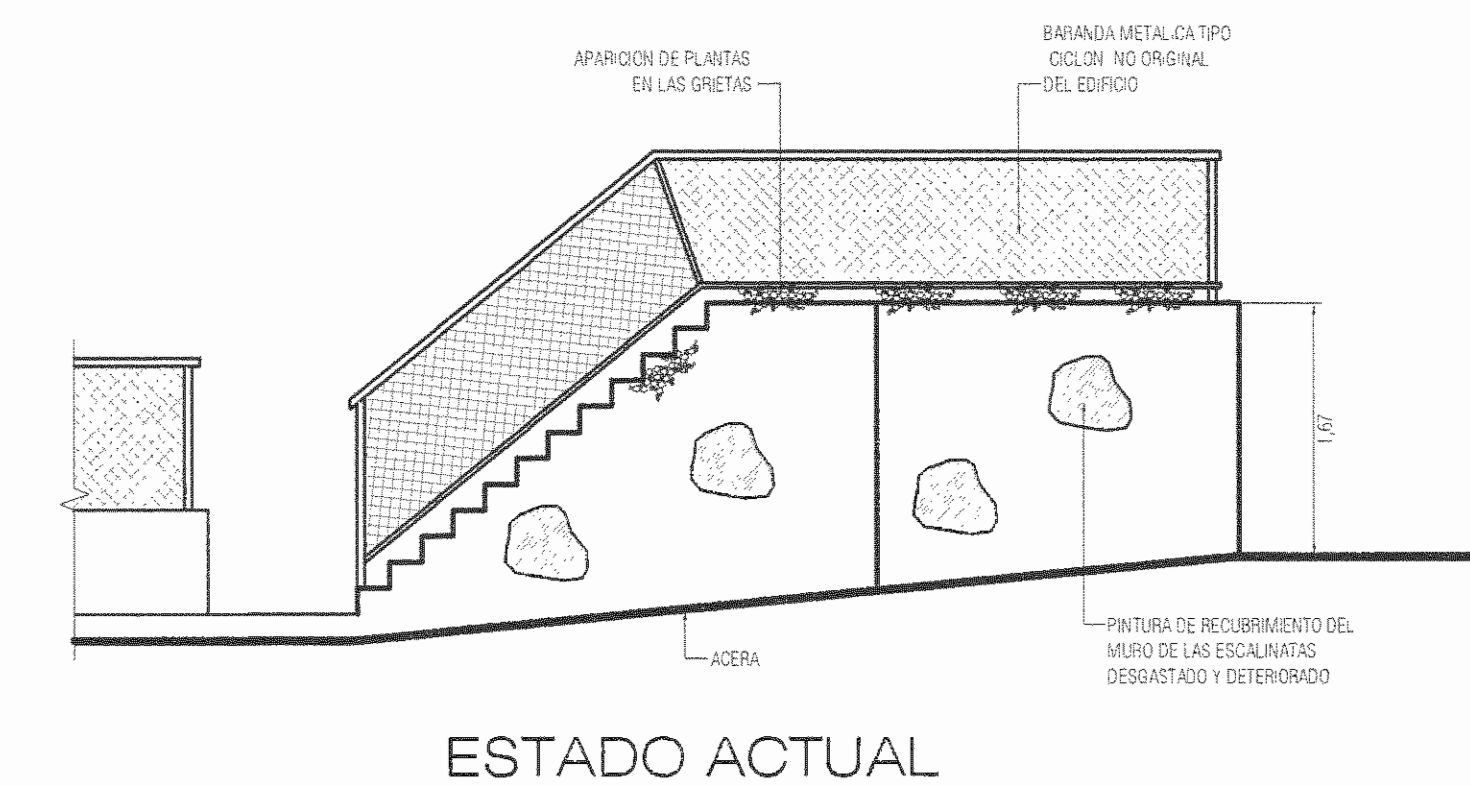 BARANDA METALICA TIPO
CICLON NO ORIGINAL
DEL EDIFICIO
APARICION DE PLANTAS
EN LAS GRIETAS
1,67
PINTURA DE RECUBRIMIENTO DEL
MURO DE LAS ESCALINATAS
DESGASTADO Y DETERIORADO
ACERA
ESTADO ACTUAL